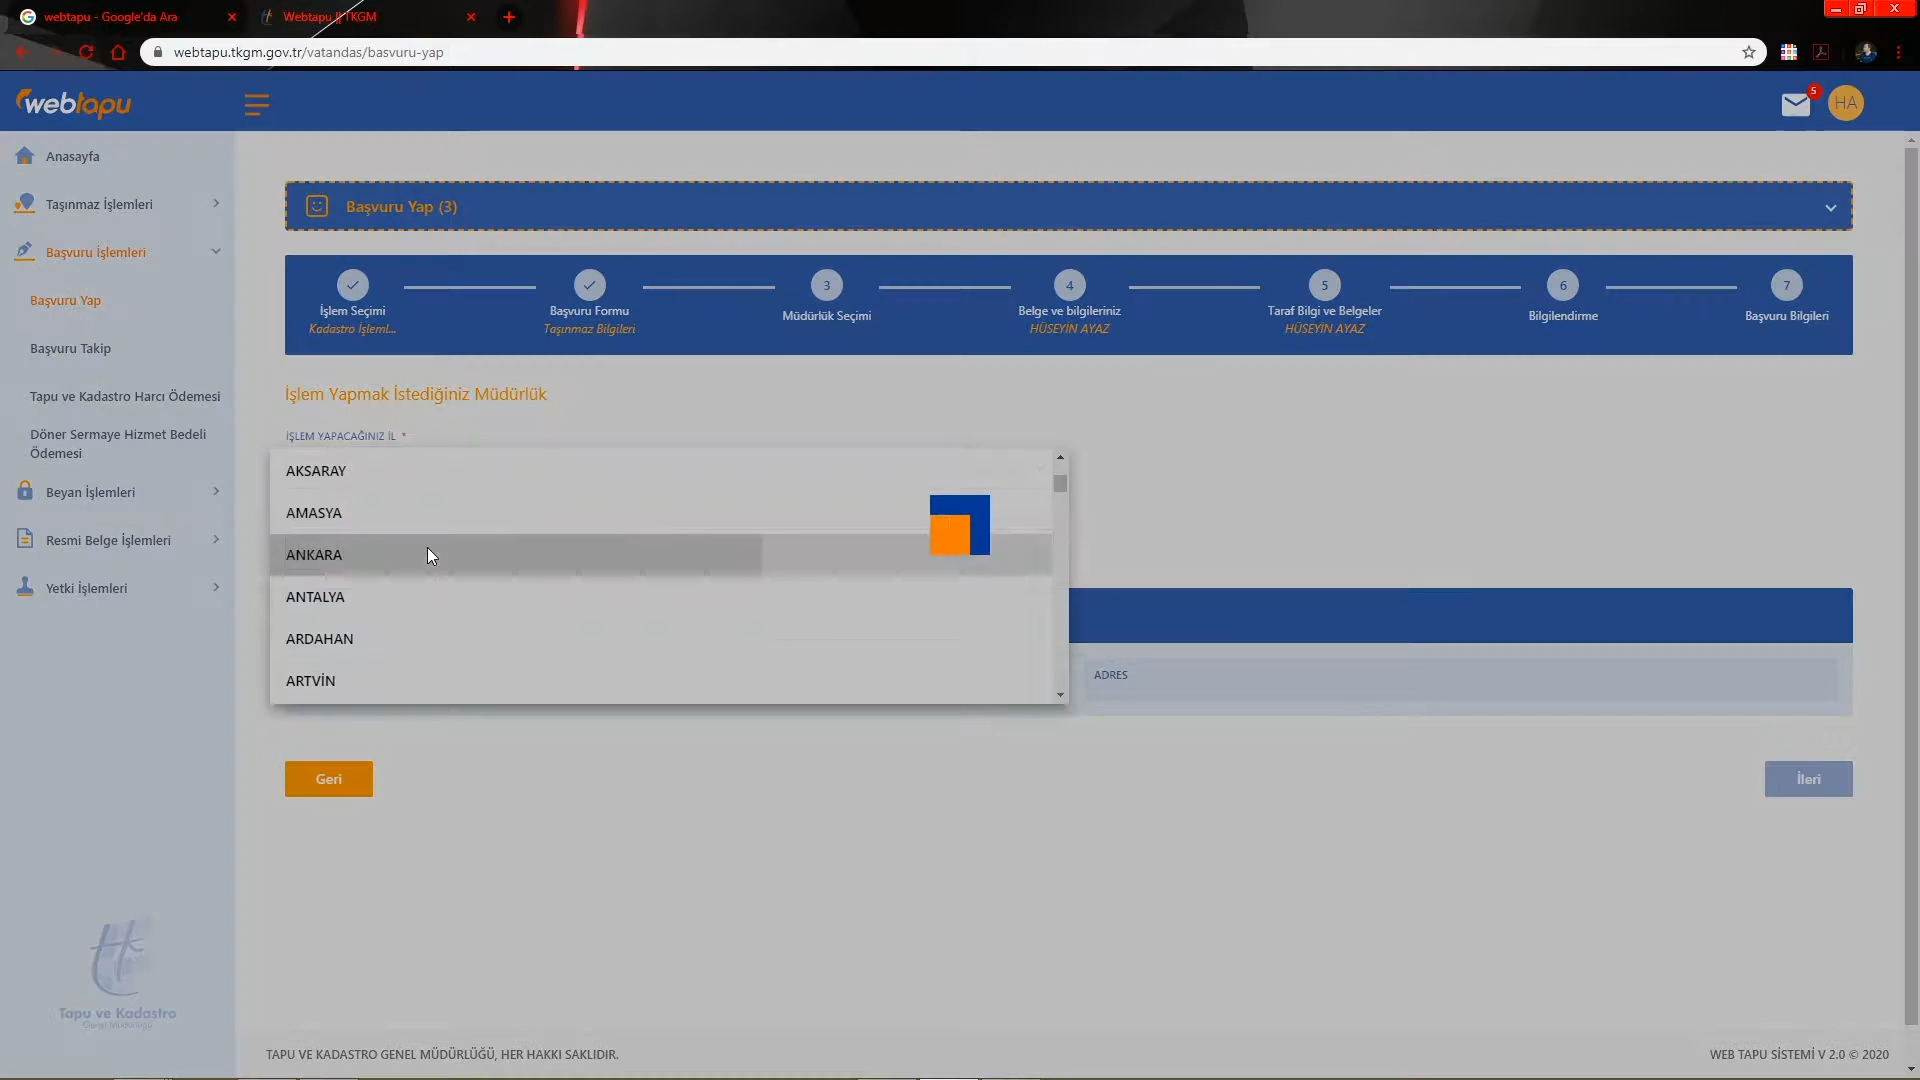 webtapu - Google'da Ara
Webtapu || TKGM
webtapu.tkgm.gov.tr/vatandas/basvuru-yap
webtapu
5
HA
Anasayfa
Taşınmaz İşlemleri
Başvuru İşlemleri
Başvuru Yap
Başvuru Takip
Tapu ve Kadastro Harcı Ödemesi
Döner Sermaye Hizmet Bedeli
Ödemesi
Beyan İşlemleri
Resmi Belge İşlemleri
Yetki İşlemleri
Tapu ve Kadastro
Genel Müdürlüğü
Başvuru Yap (3)
İşlem Seçimi
Kadastro İşleml...
Başvuru Formu
Taşınmaz Bilgileri
3
Müdürlük Seçimi
4
Belge ve bilgileriniz
HÜSEYİN AYAZ
5
Taraf Bilgi ve Belgeler
HÜSEYİN AYAZ
6
Bilgilendirme
7
Başvuru Bilgileri
İşlem Yapmak İstediğiniz Müdürlük
İŞLEM YAPACAĞINIZ İL *
AKSARAY
AMASYA
ANKARA
ANTALYA
ARDAHAN
ARTVİN
ADRES
Geri
İleri
TAPU VE KADASTRO GENEL MÜDÜRLÜĞÜ, HER HAKKI SAKLIDIR.
WEB TAPU SİSTEMİ V 2.0 © 2020